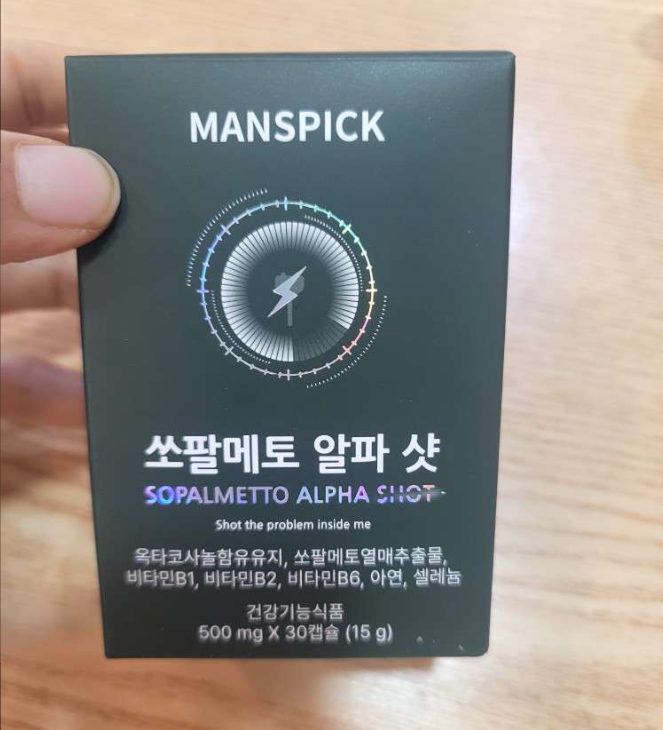 MANSPICK
쏘팔메토 알파 샷
SOPALMETTO ALPHA SHOT
Shot the problem inside me
옥타코사놀함유유지, 쏘팔메토열매추출물,
비타민B1, 비타민B2, 비타민B6, 아연, 셀레늄
건강기능식품
500 mg X 30캡슐 (15 g)